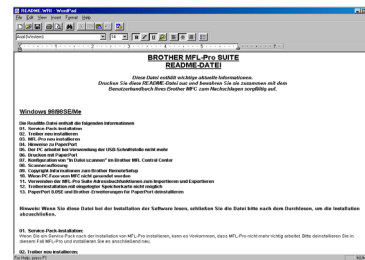 README.WRI - WordPad
File Edit View Insert Format Help
Arial (Western) 14
BROTHER MFL-Pro SUITE
README-DATEI
Diese Datei enthält wichtige aktuelle Informationen.
Drucken Sie diese README-Datei aus und bewahren Sie sie zusammen mit dem
Benutzerhandbuch Ihres Brother MFC zum Nachschlagen sorgfältig auf.
Windows 98/98SE/Me
Die ReadMe-Datei enthält die folgenden Informationen
01. Service-Pack-Installation
02. Treiber neu installieren
03. MFL-Pro neu installieren
04. Hinweise zu PaperPort
05. Der PC arbeitet bei Verwendung der USB-Schnittstelle nicht mehr
06. Drucken mit PaperPort
07. Konfiguration von "In Datei scannen" im Brother MFL Control Center
08. Scannerauflösung
09. Copyright-Informationen zum Brother RemoteSetup
10. Wenn PC-Faxe vom MFC nicht gesendet werden
11. Verwenden der MFL-Pro Suite Adressbuchfunktionen zum Importieren und Exportieren
12. Treiberinstallation mit eingelegter Speicherkarte nicht möglich
13. PaperPort 8.0SE und Brother-Erweiterungen für PaperPort deinstallieren
Hinweis: Wenn Sie diese Datei bei der Installation der Software lesen, schließen Sie die Datei bitte nach dem Durchlesen, um die Installation
abzuschließen.
01. Service-Pack-Installation:
Wenn Sie ein Service Pack nach der Installation von MFL-Pro installieren, kann es vorkommen, dass MFL-Pro nicht mehr richtig arbeitet. Bitte deinstallieren Sie in
diesem Fall MFL-Pro und installieren Sie es anschließend neu.
02. Treiber neu installieren:
For Help, press F1